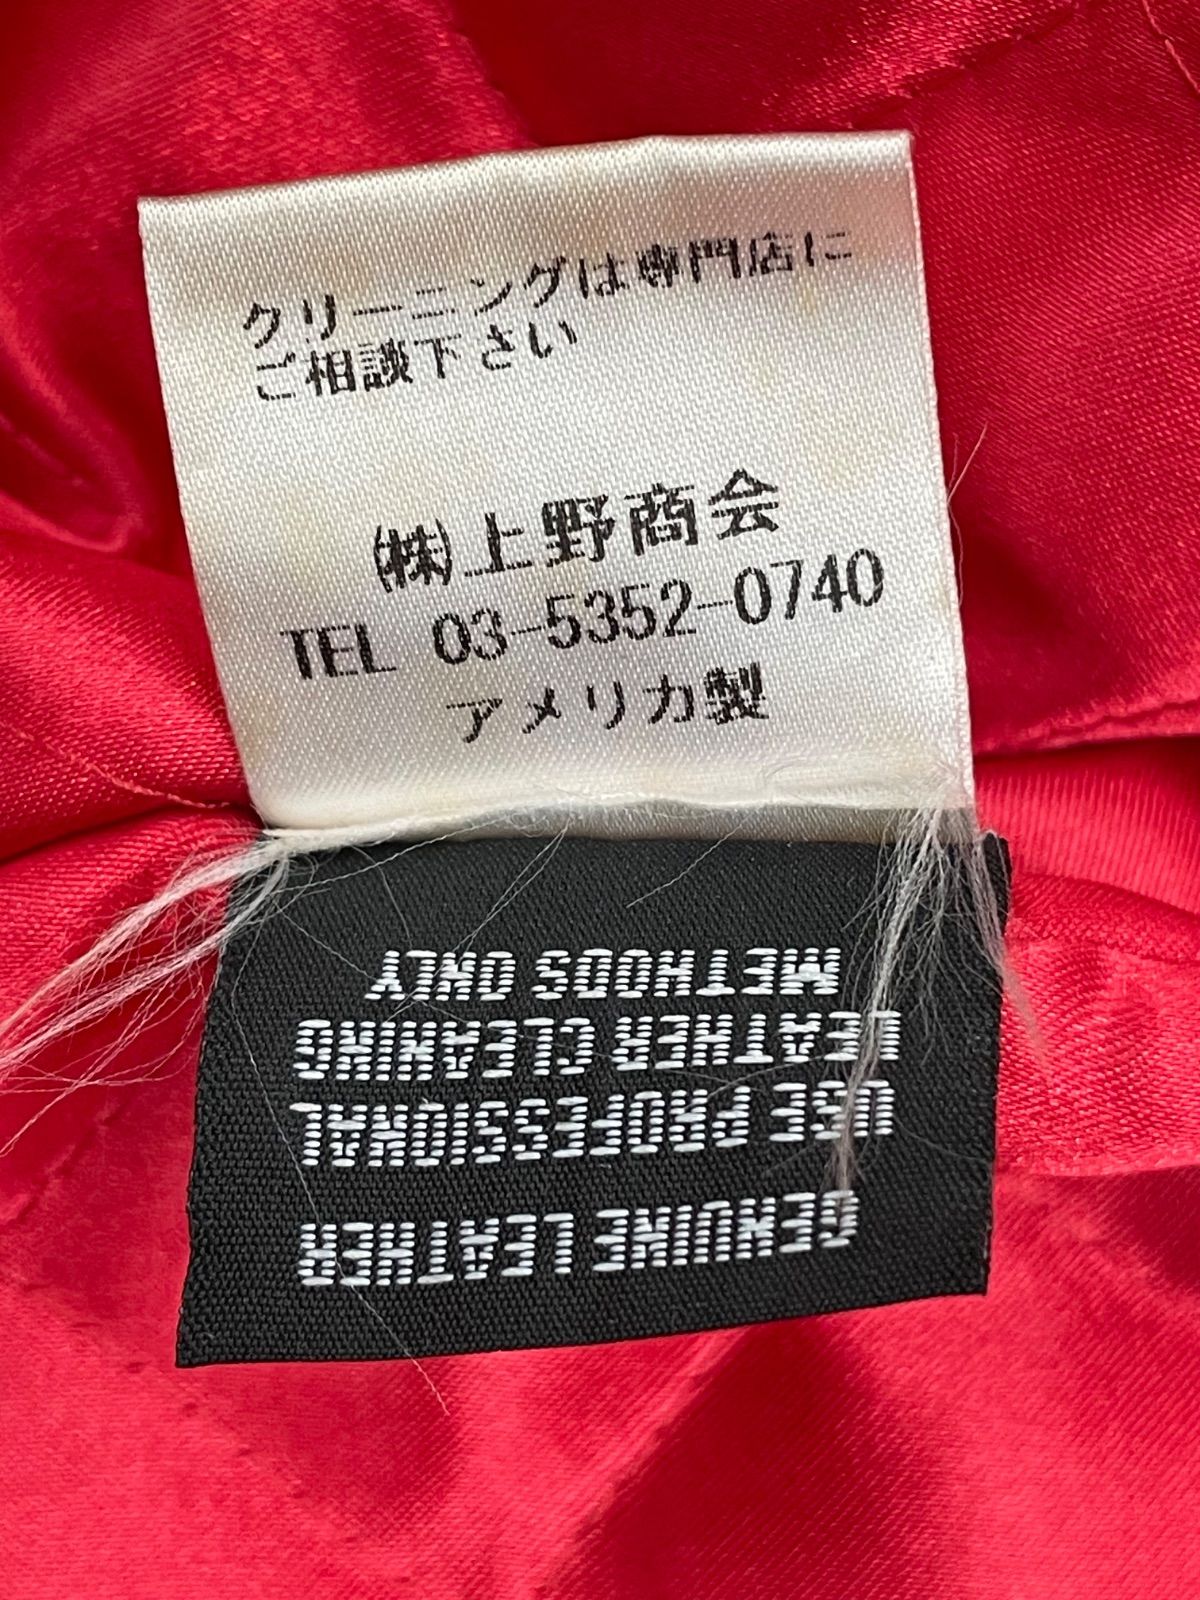 クリーニングは専門店に
ご相談下さい
㈱上野商会
TEL 03-5352-0740
アメリカ製
GENUINE LEATHER
USE PROFESSIONAL
LEATHER CLEANING
METHODS ONLY